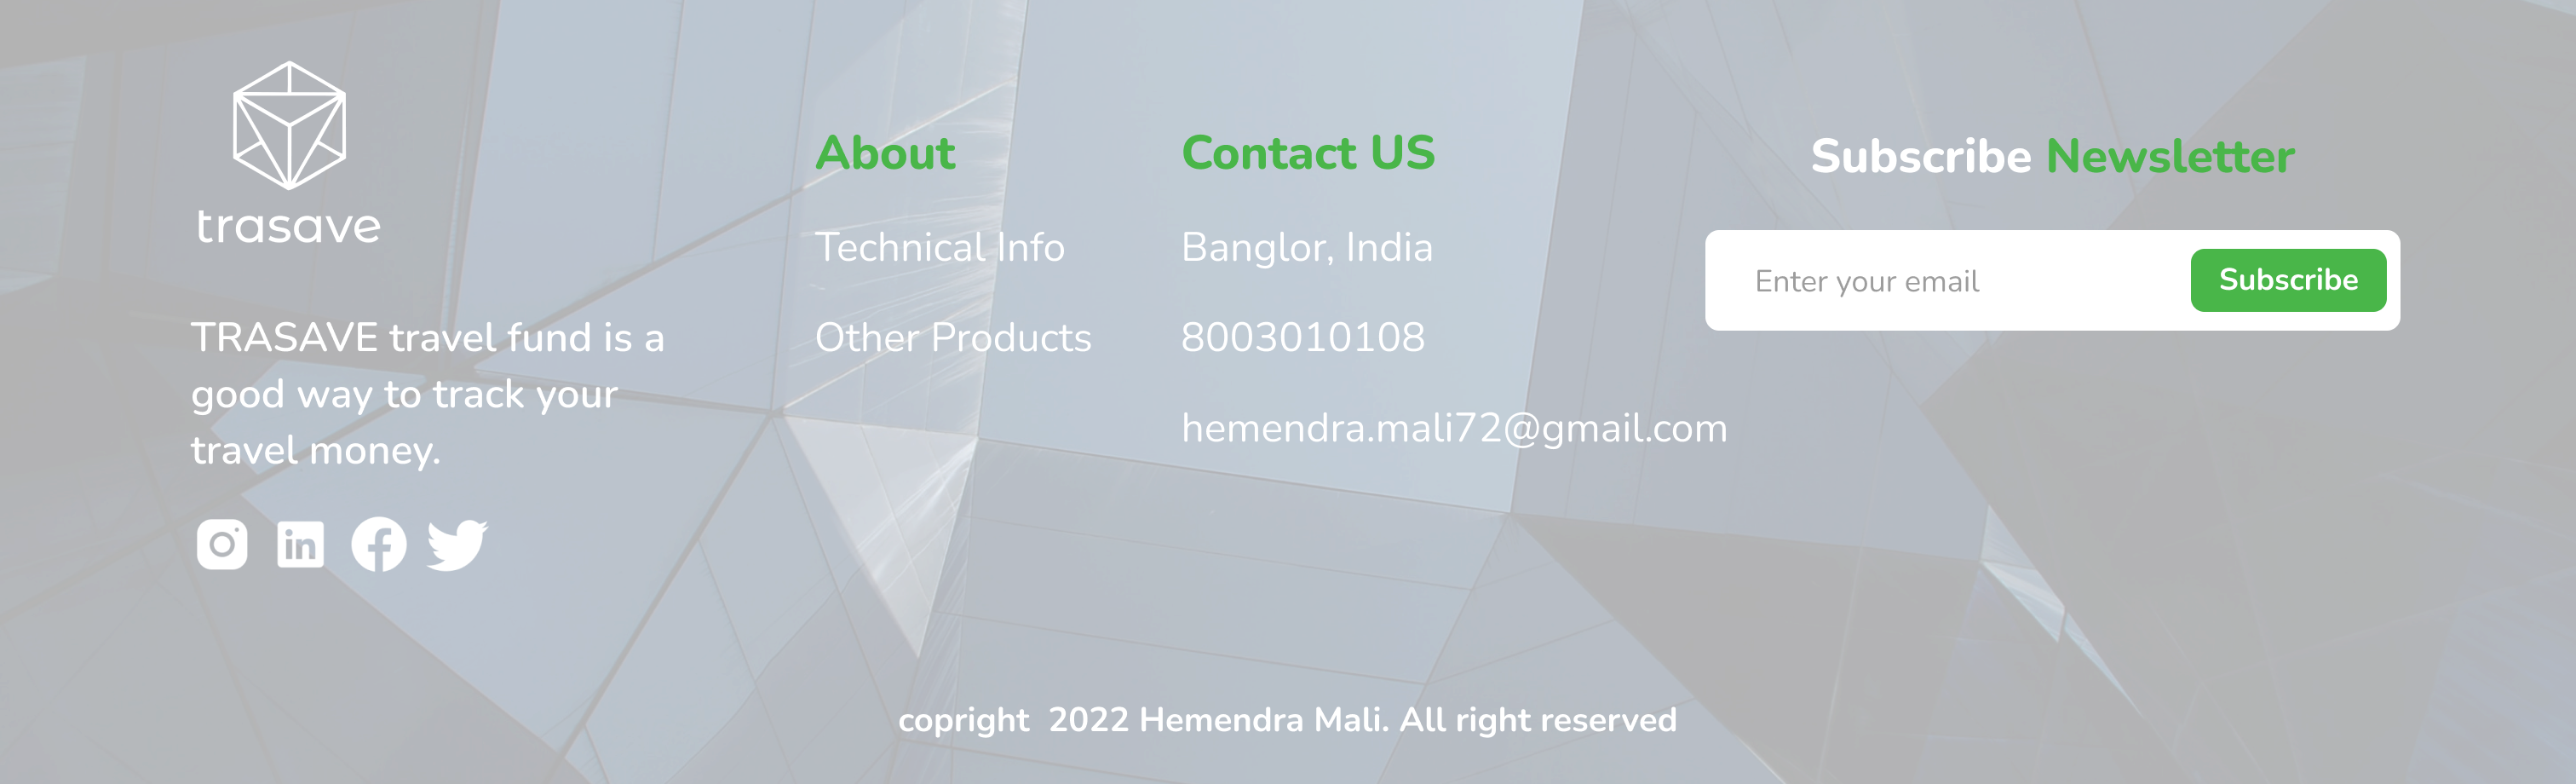 trasave
TRASAVE travel fund is a
good way to track your
travel money.
in
About
Technical Info
Other Products
Contact US
Banglor, India
8003010108
hemendra.mali72@gmail.com
Subscribe Newsletter
Enter your email
Subscribe
copright  2022 Hemendra Mali. All right reserved